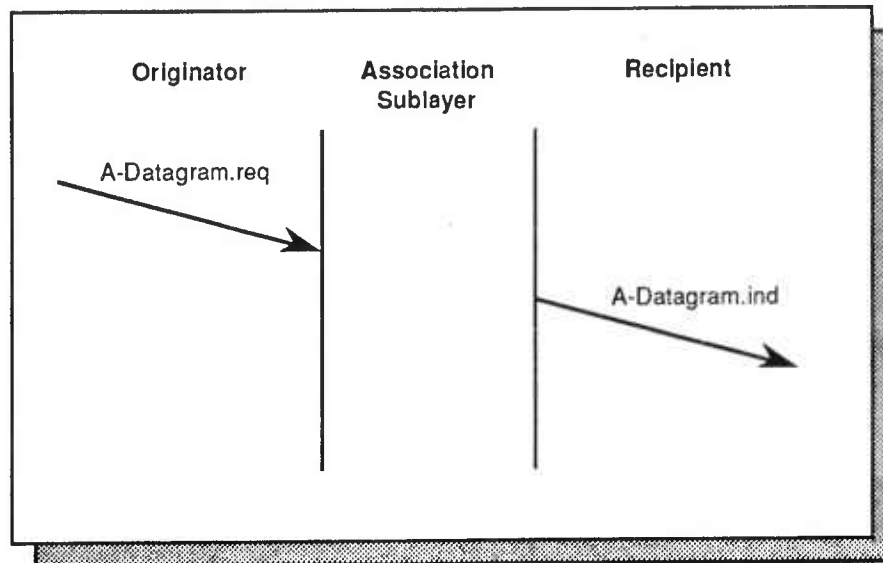 Originator
Association
Sublayer
Recipient
A-Datagram.req
A-Datagram.ind